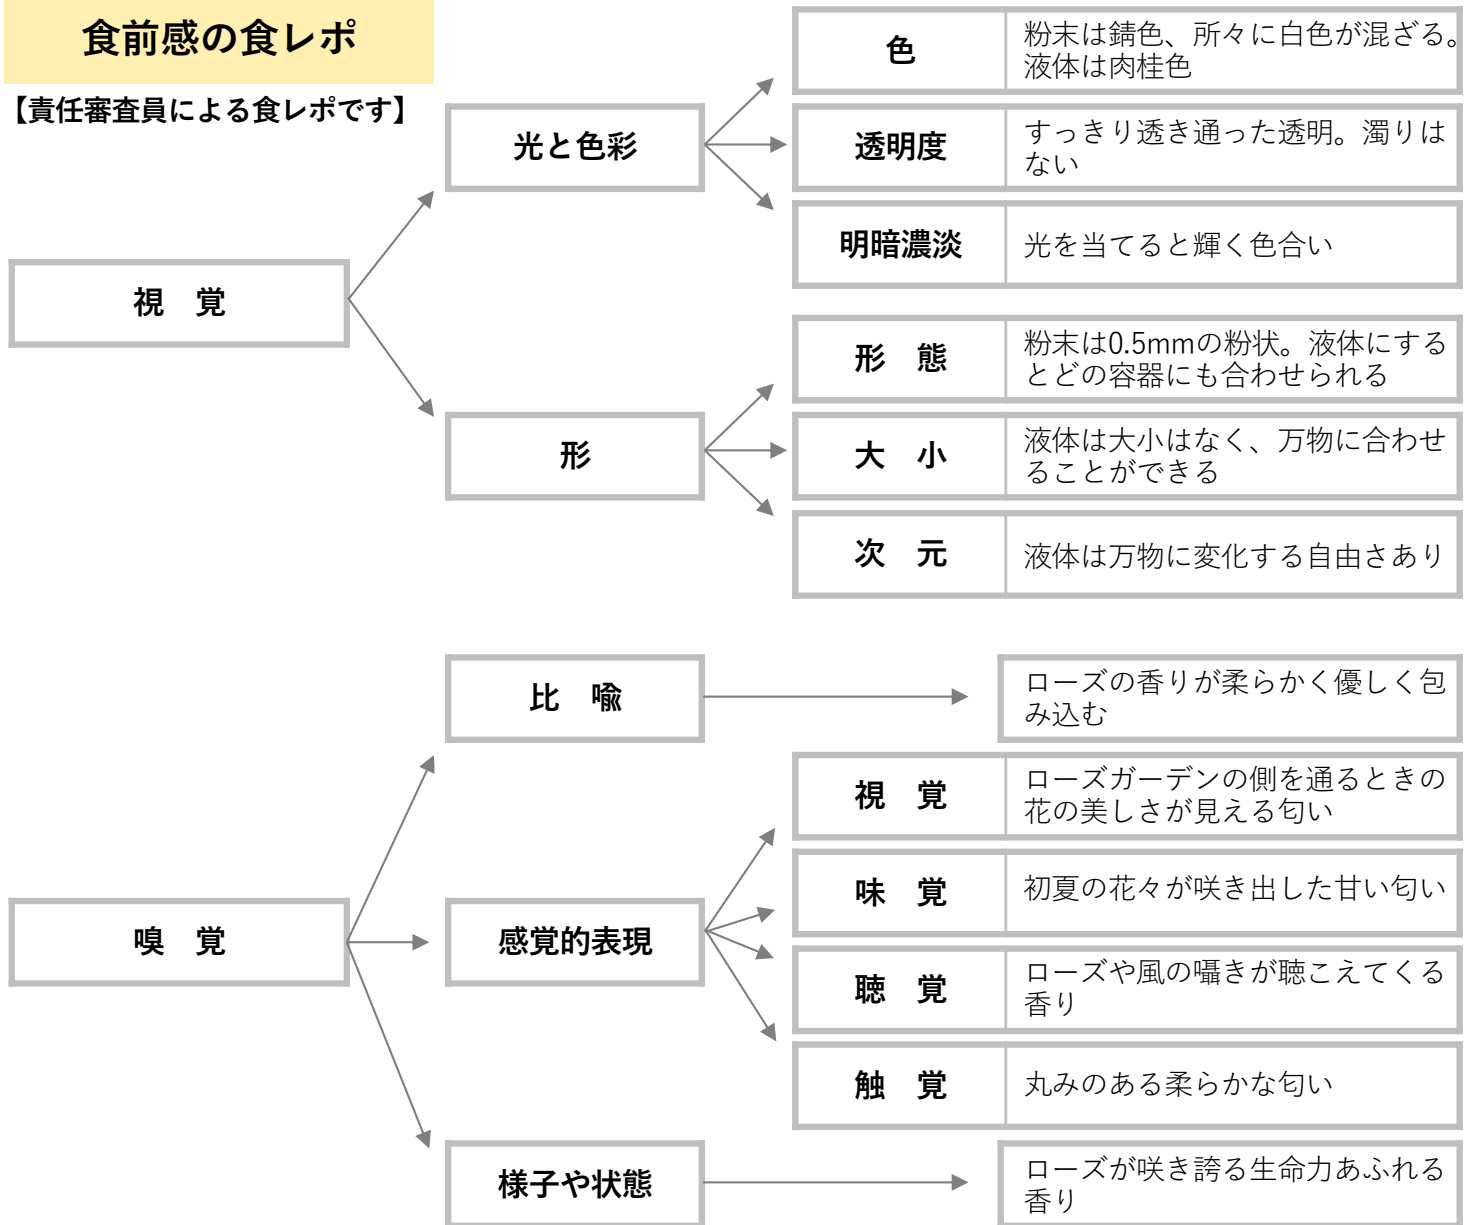 食前感の食レポ
【責任審査員による食レポです】
視　覚
光と色彩
色
粉末は錆色、所々に白色が混ざる。
液体は肉桂色
透明度
すっきり透き通った透明。濁りは
ない
明暗濃淡
光を当てると輝く色合い
形
形　態
粉末は0.5mmの粉状。液体にする
とどの容器にも合わせられる
大　小
液体は大小はなく、万物に合わせ
ることができる
次　元
液体は万物に変化する自由さあり
嗅　覚
比　喩
ローズの香りが柔らかく優しく包
み込む
感覚的表現
視　覚
ローズガーデンの側を通るときの
花の美しさが見える匂い
味　覚
初夏の花々が咲き出した甘い匂い
聴　覚
ローズや風の囁きが聴こえてくる
香り
触　覚
丸みのある柔らかな匂い
様子や状態
ローズが咲き誇る生命力あふれる
香り